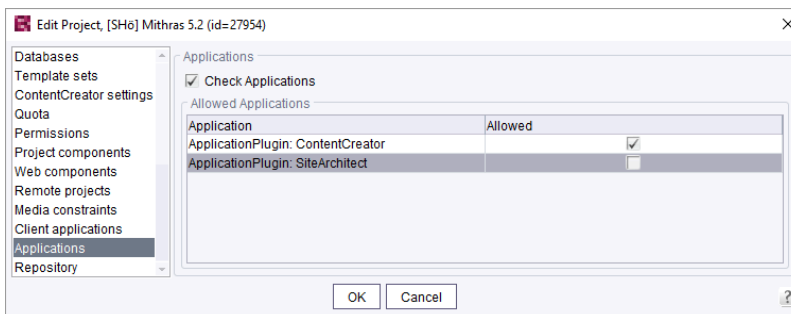 Edit Project, [SHö] Mithras 5.2 (id=27954)
Databases
Template sets
ContentCreator settings
Quota
Permissions
Project components
Web components
Remote projects
Media constraints
Client applications
Applications
Repository
Applications
Check Applications
Allowed Applications
Application Allowed
ApplicationPlugin: ContentCreator
ApplicationPlugin: SiteArchitect
OK Cancel
?